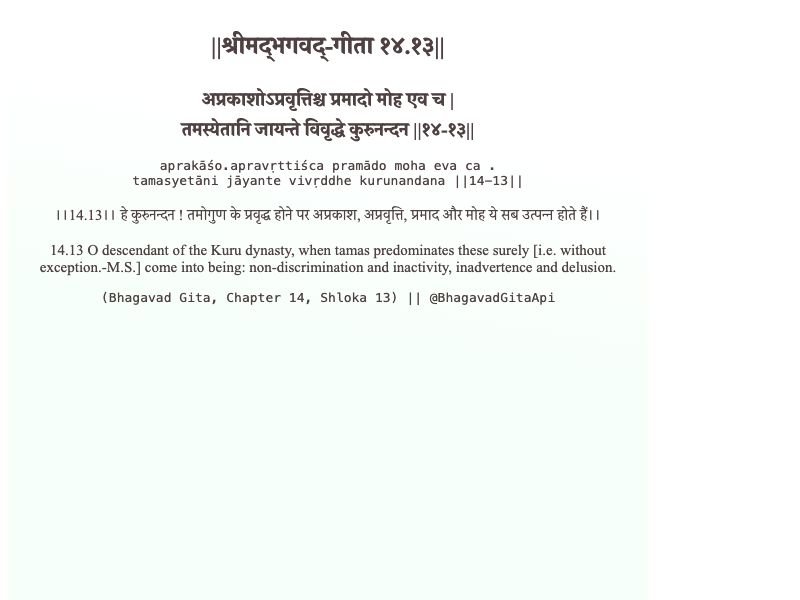 ||श्रीमद्‍भगवद्-गीता १४.१३||
अप्रकाशोऽप्रवृत्तिश्च प्रमादो मोह एव च |
तमस्येतानि जायन्ते विवृद्धे कुरुनन्दन ||१४-१३||
aprakāśo.apravṛttiśca pramādo moha eva ca .
tamasyetāni jāyante vivṛddhe kurunandana ||14-13||
।।14.13।। हे कुरुनन्दन ! तमोगुण के प्रवृद्ध होने पर अप्रकाश, अप्रवृत्ति, प्रमाद और मोह ये सब उत्पन्न होते हैं।।
14.13 O descendant of the Kuru dynasty, when tamas predominates these surely [i.e. without
exception.-M.S.] come into being: non-discrimination and inactivity, inadvertence and delusion.
(Bhagavad Gita, Chapter 14, Shloka 13) || @BhagavadGitaApi